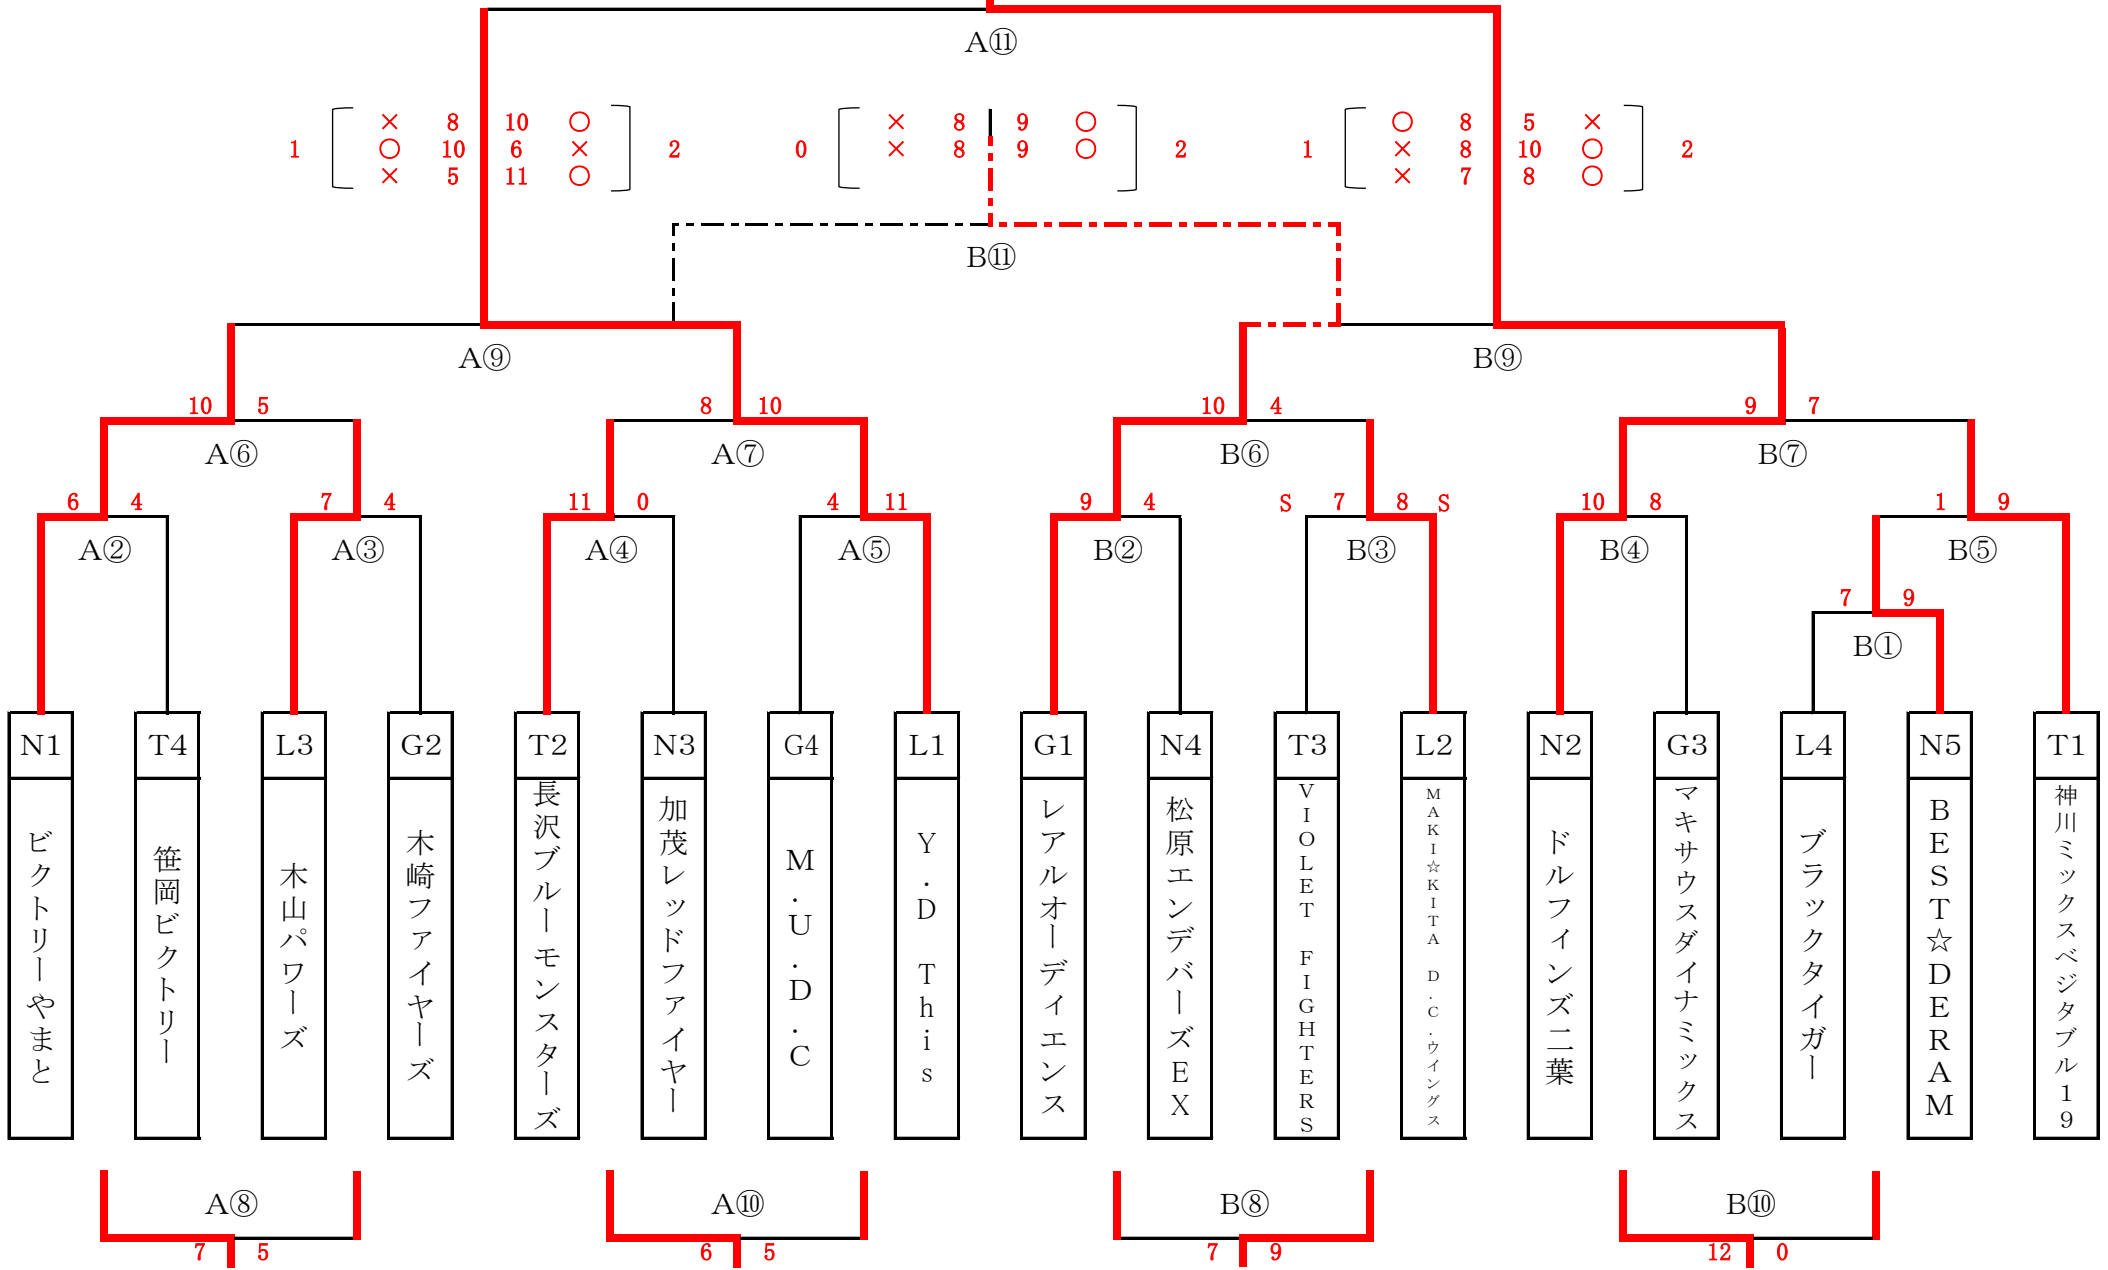 A⑪
× 8 10 ○ × 8 9 ○ ○ 8 5 ×
1 ○ 10 6 × 2 0 × 8 9 ○ 2 1 × 8 10 ○ 2
× 5 11 ○ × 7 8 ○
B⑪
A⑨ B⑨
10 5 8 10 10 4 9 7
A⑥ A⑦ B⑥ B⑦
6 4 7 4 11 0 4 11 9 4 S 7 8 S 10 8 1 9
A② A③ A④ A⑤ B② B③ B④ B⑤
7 9
B①
N1 T4 L3 G2 T2 N3 G4 L1 G1 N4 T3 L2 N2 G3 L4 N5 T1
ビクトリーやまと
笹岡ビクトリー
木山パワーズ
木崎ファイヤーズ
長沢ブルーモンスターズ
加茂レッドファイヤー
M.U.D.C
Y.D This
レアルオーディエンス
松原エンデバーズEX
VIOLET FIGHTERS
MAKI☆KITA D.C.ウイングス
ドルフィンズ二葉
マキサウスダイナミックス
ブラックタイガー
BEST☆DERAM
神川ミックスベジタブル19
A⑧ A⑩ B⑧ B⑩
7 5 6 5 7 9 12 0